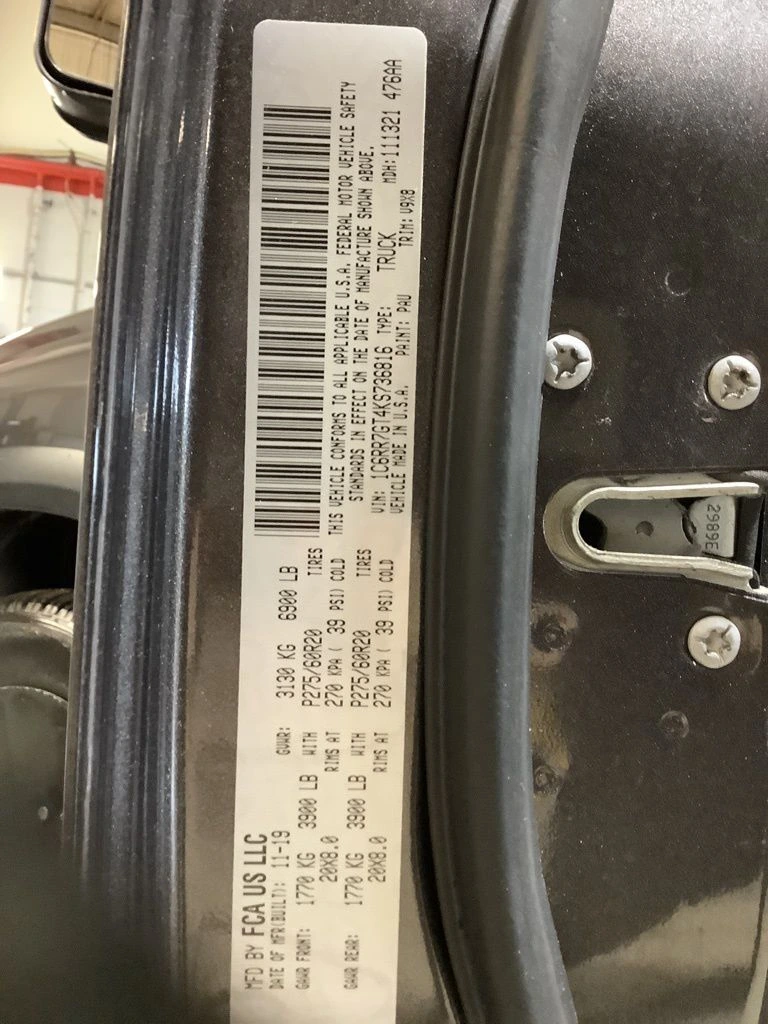 MFD BY FCA US LLC
DATE OF MFR(BUILT): 11-19 GVWR: 3130 KG 6900 LB
GAWR FRONT: 1770 KG 3900 LB WITH P275/60R20 TIRES
20X8.0 RIMS AT 270 KPA ( 39 PSI) COLD
GAWR REAR: 1770 KG 3900 LB WITH P275/60R20 TIRES
20X8.0 RIMS AT 270 KPA ( 39 PSI) COLD
THIS VEHICLE CONFORMS TO ALL APPLICABLE U.S.A. FEDERAL MOTOR VEHICLE SAFETY
STANDARDS IN EFFECT ON THE DATE OF MANUFACTURE SHOWN ABOVE.
VIN: 1C6RR7GT4KS736816 TYPE: TRUCK MDH: 111321 476AA
VEHICLE MADE IN U.S.A. PAINT: PAU TRIM: V9X8